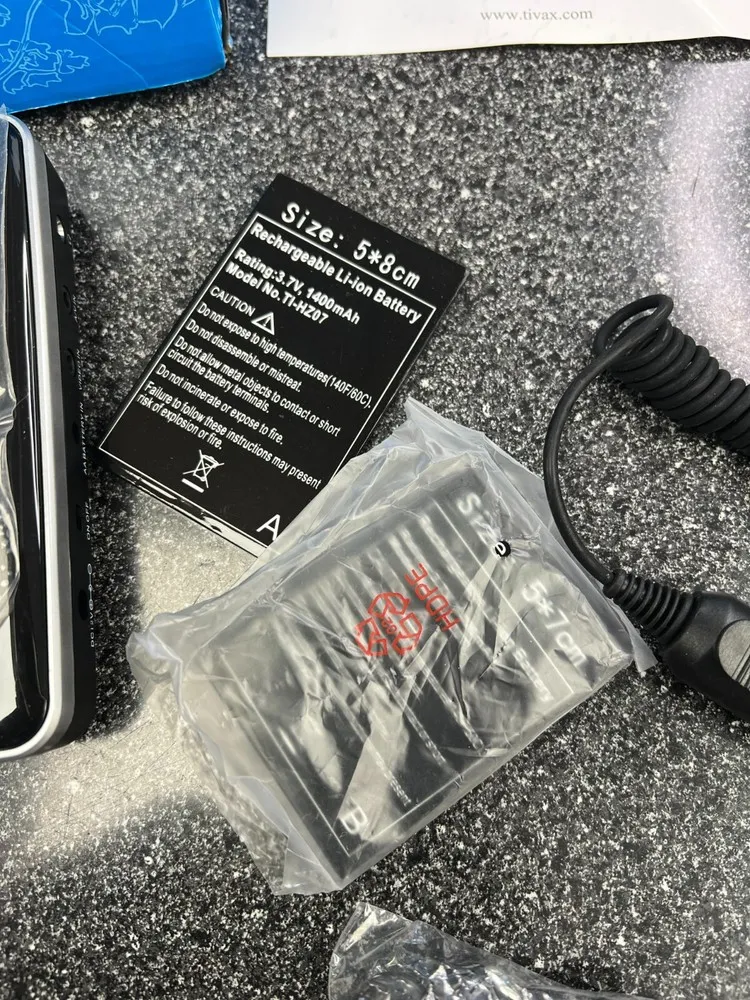 www.tivax.com
Size: 5*8cm
Rechargeable Li-ion Battery
Rating:3.7V, 1400mAh
Model No.TI-HZ07
CAUTION
Do not expose to high temperatures(140F/60C).
Do not disassemble or mistreat.
Do not allow metal objects to contact or short
circuit the battery terminals.
Do not incinerate or expose to fire.
Failure to follow these instructions may present
risk of explosion or fire.
A
5*7cm
HDPE
B